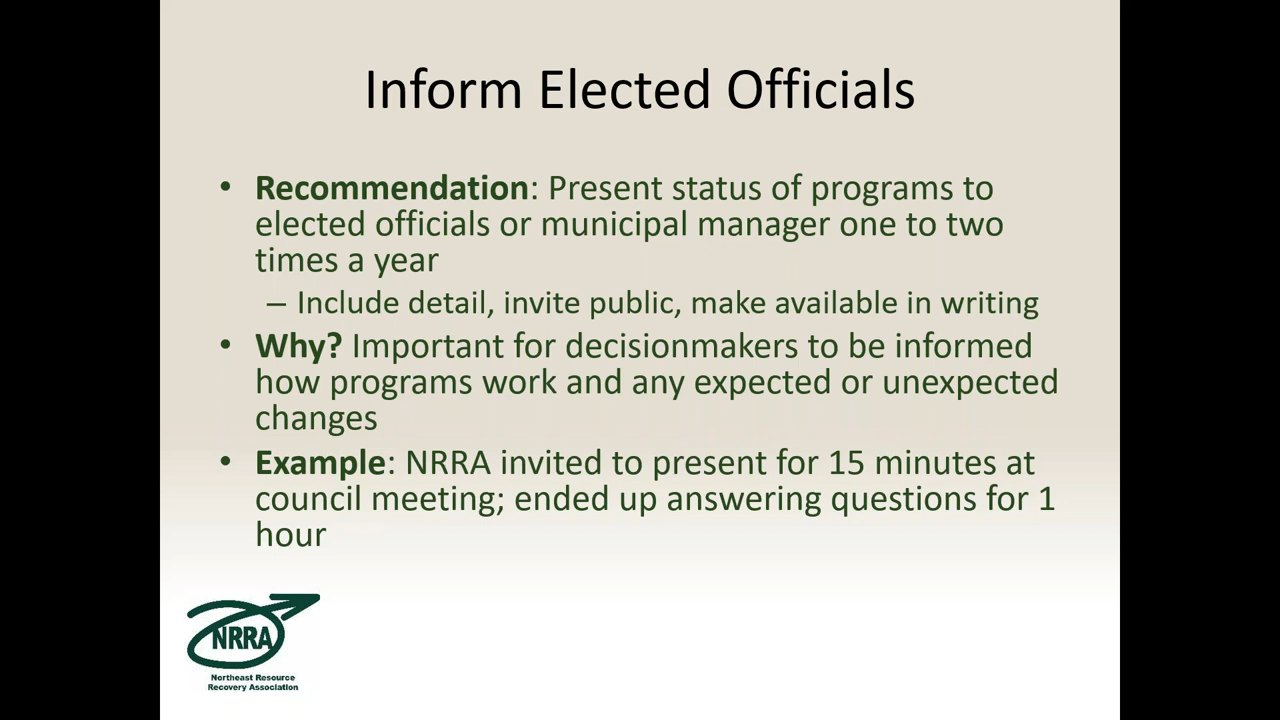 Inform Elected Officials
• Recommendation: Present status of programs to
elected officials or municipal manager one to two
times a year
– Include detail, invite public, make available in writing
• Why? Important for decisionmakers to be informed
how programs work and any expected or unexpected
changes
• Example: NRRA invited to present for 15 minutes at
council meeting; ended up answering questions for 1
hour
NRRA
Northeast Resource
Recovery Association